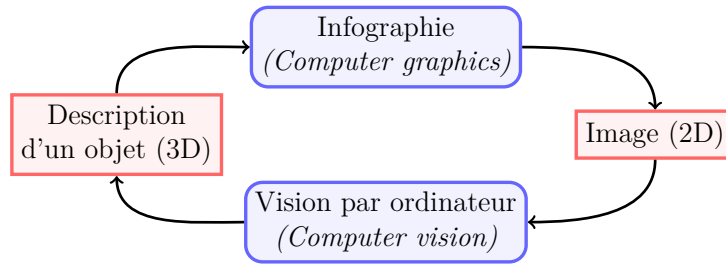 Infographie
(Computer graphics)
Description
d'un objet (3D)
Image (2D)
Vision par ordinateur
(Computer vision)